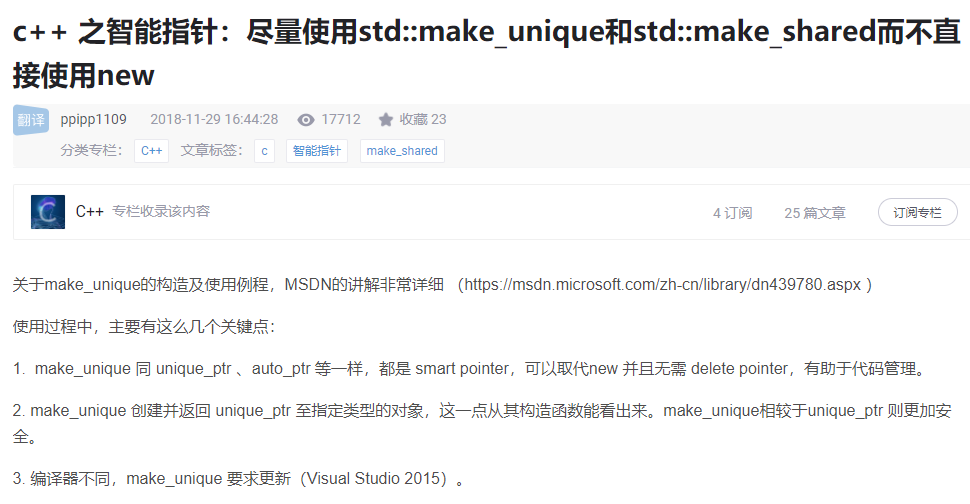 c++ 之智能指针：尽量使用std::make_unique和std::make_shared而不直
接使用new
翻译 ppipp1109 2018-11-29 16:44:28 17712 收藏 23
分类专栏： C++ 文章标签： c 智能指针 make_shared
C++ 专栏收录该内容 4 订阅 25 篇文章 订阅专栏
关于make_unique的构造及使用例程，MSDN的讲解非常详细 （https://msdn.microsoft.com/zh-cn/library/dn439780.aspx ）
使用过程中，主要有这么几个关键点：
1. make_unique 同 unique_ptr 、auto_ptr 等一样，都是 smart pointer，可以取代new 并且无需 delete pointer，有助于代码管理。
2. make_unique 创建并返回 unique_ptr 至指定类型的对象，这一点从其构造函数能看出来。make_unique相较于unique_ptr 则更加安
全。
3. 编译器不同，make_unique 要求更新（Visual Studio 2015）。